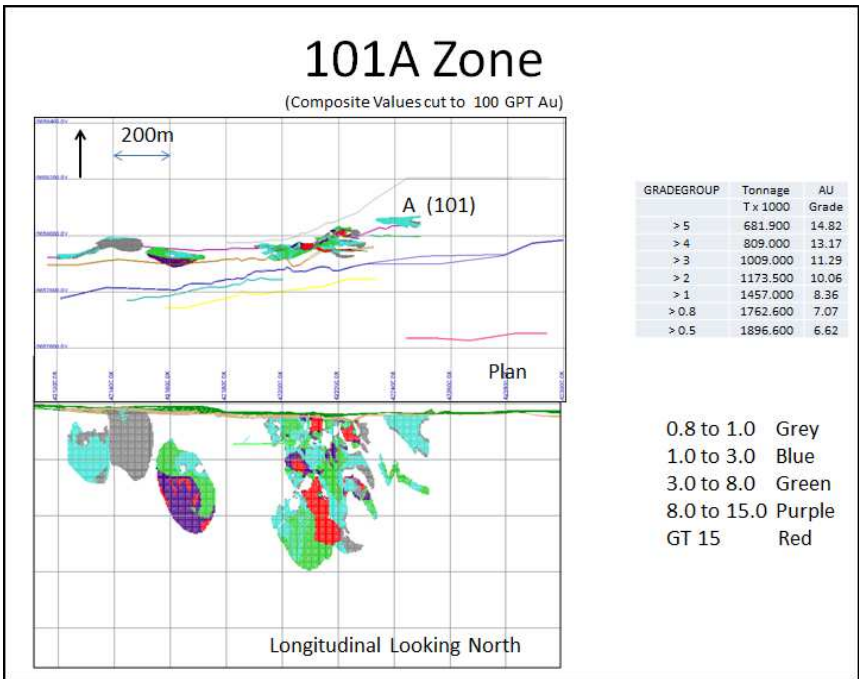 101A Zone
(Composite Values cut to 100 GPT Au)
200m
A (101)
Plan
Longitudinal Looking North
GRADEGROUP Tonnage AU
T x 1000 Grade
> 5 681.900 14.82
> 4 809.000 13.17
> 3 1009.000 11.29
> 2 1173.500 10.06
> 1 1457.000 8.36
> 0.8 1762.600 7.07
> 0.5 1896.600 6.62
0.8 to 1.0 Grey
1.0 to 3.0 Blue
3.0 to 8.0 Green
8.0 to 15.0 Purple
GT 15 Red